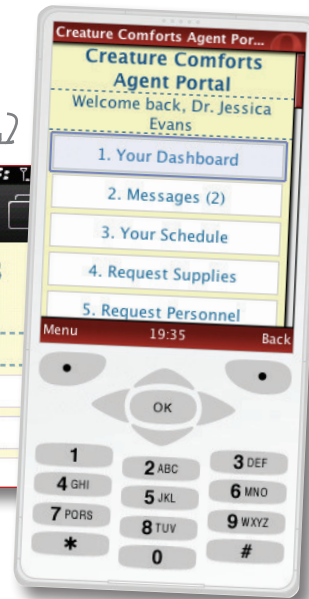 Creature Comforts Agent Por...
Creature Comforts
Agent Portal
Welcome back, Dr. Jessica
Evans
1. Your Dashboard
2. Messages (2)
3. Your Schedule
4. Request Supplies
5. Request Personnel
Menu 19:35 Back
OK
1 2 ABC 3 DEF
4 GHI 5 JKL 6 MNO
7 PQRS 8 TUV 9 WXYZ
* 0 #